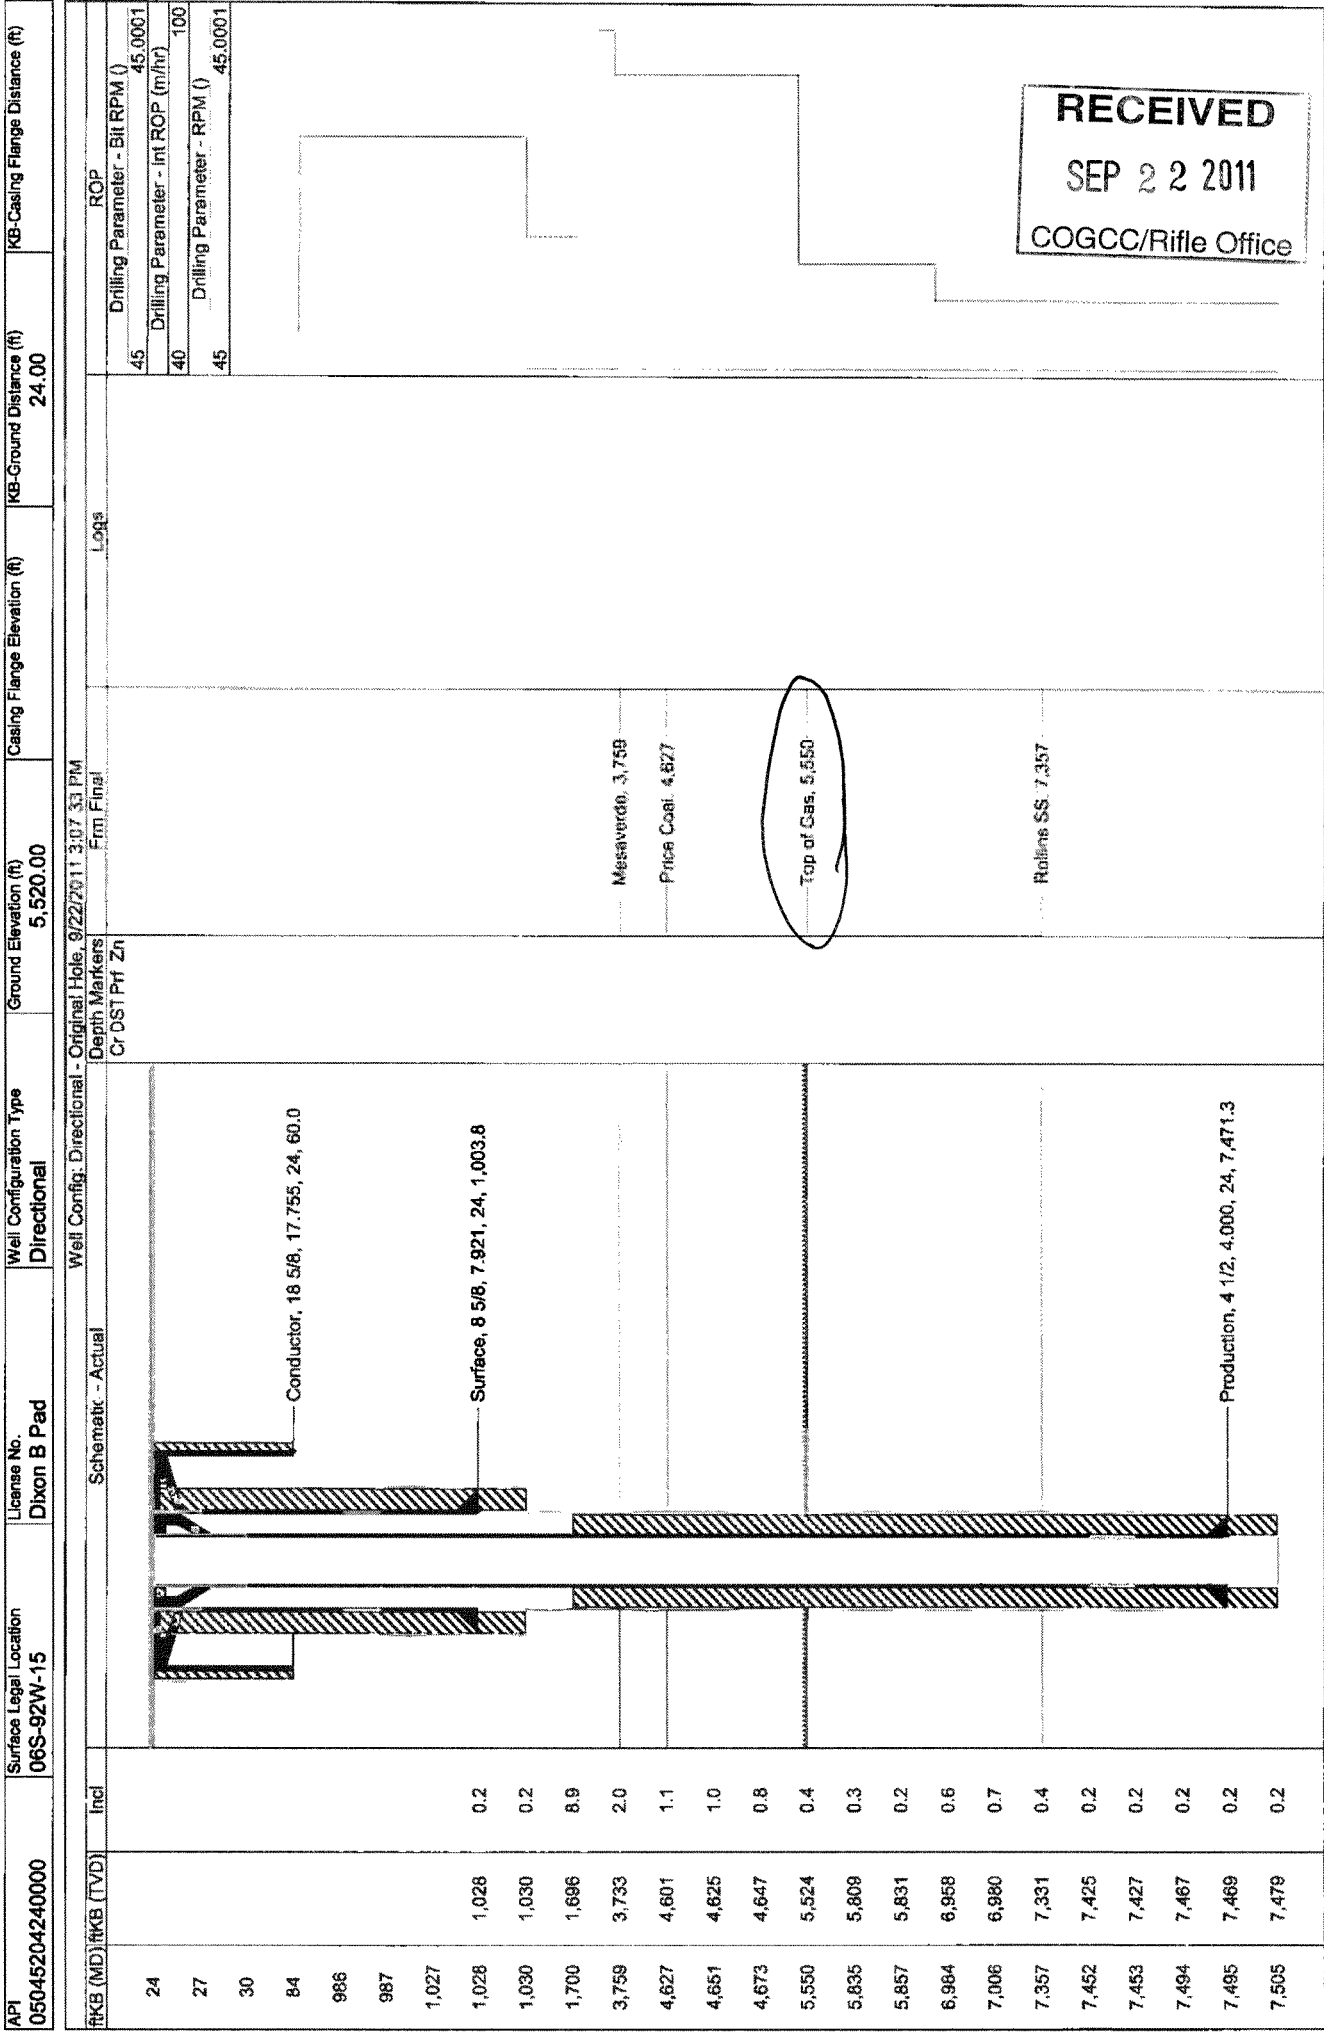 API
05045204240000
Surface Legal Location
06S-92W-15
License No.
Dixon B Pad
Well Configuration Type
Directional
Ground Elevation (ft)
5,520.00
Casing Flange Elevation (ft)
KB-Ground Distance (ft)
24.00
KB-Casing Flange Distance (ft)
Well Config: Directional - Original Hole, 9/22/2011 3:07:33 PM
ftKB (MD)
ftKB (TVD)
Incl
Schematic - Actual
Depth Markers
Cr DST Prf Zn
Frm Final
Logs
ROP
Drilling Parameter - Bit RPM ()
45 45.0001
Drilling Parameter - Int ROP (m/hr)
40 100
Drilling Parameter - RPM ()
45 45.0001
24
27
30
84
986
987
1,027
1,028 1,028 0.2
1,030 1,030 0.2
1,700 1,696 8.9
3,759 3,733 2.0
4,627 4,601 1.1
4,651 4,625 1.0
4,673 4,647 0.8
5,550 5,524 0.4
5,835 5,809 0.3
5,857 5,831 0.2
6,984 6,958 0.6
7,006 6,980 0.7
7,357 7,331 0.4
7,452 7,425 0.2
7,453 7,427 0.2
7,494 7,467 0.2
7,495 7,469 0.2
7,505 7,479 0.2
Conductor, 18 5/8, 17.755, 24, 60.0
Surface, 8 5/8, 7.921, 24, 1,003.8
Production, 4 1/2, 4.000, 24, 7,471.3
Mesaverde, 3,759
Price Coal, 4,627
Top of Gas, 5,550
Rollins SS, 7,357
RECEIVED
SEP 22 2011
COGCC/Rifle Office